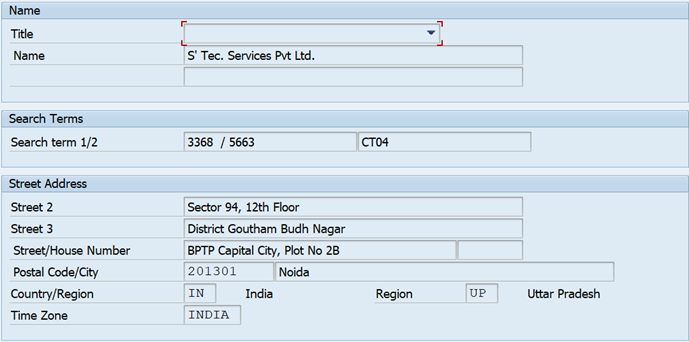 Name
Title
Name S' Tec. Services Pvt Ltd.
Search Terms
Search term 1/2 3368 / 5663 CT04
Street Address
Street 2 Sector 94, 12th Floor
Street 3 District Goutham Budh Nagar
Street/House Number BPTP Capital City, Plot No 2B
Postal Code/City 201301 Noida
Country/Region IN India Region UP Uttar Pradesh
Time Zone INDIA